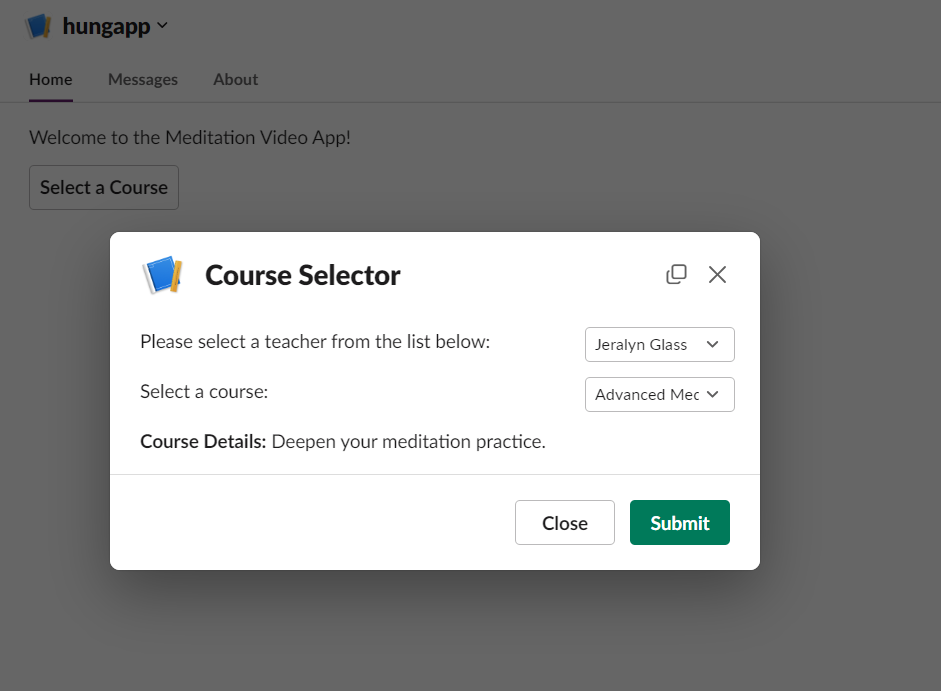 hungapp
Home Messages About
Welcome to the Meditation Video App!
Select a Course
Course Selector
Please select a teacher from the list below: Jeralyn Glass
Select a course: Advanced Mec
Course Details: Deepen your meditation practice.
Close Submit